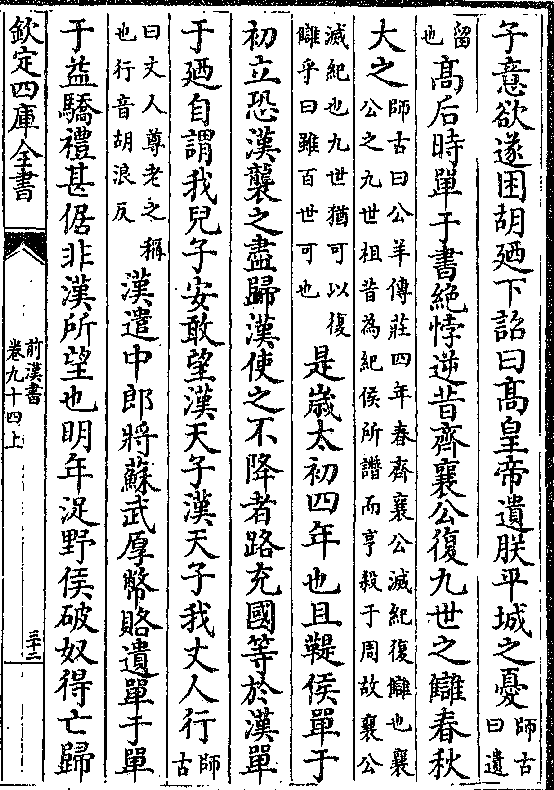 子意欲遂困胡廼下詔曰髙皇帝遺朕平城之憂師古曰遺
留也髙后時單于書絶悖逆昔齊襄公復九世之讎春秋
大之師古曰公羊傳莊四年春齊襄公滅紀復讎也襄公之九世祖昔為紀侯所譖而亨殺于周故襄公
滅紀也九世猶可以復讎乎曰雖百世可也是嵗太初四年也且鞮侯單于
初立恐漢襲之盡歸漢使之不降者路充國等於漢單
于廼自謂我兒子安敢望漢天子漢天子我丈人行師古
曰丈人尊老之稱也行音胡浪反漢遣中郎將蘇武厚幣賂遺單于單
于益驕禮甚倨非漢所望也明年浞野侯破奴得亡歸
欽定四庫全書
前漢書
卷九十四上
三十二